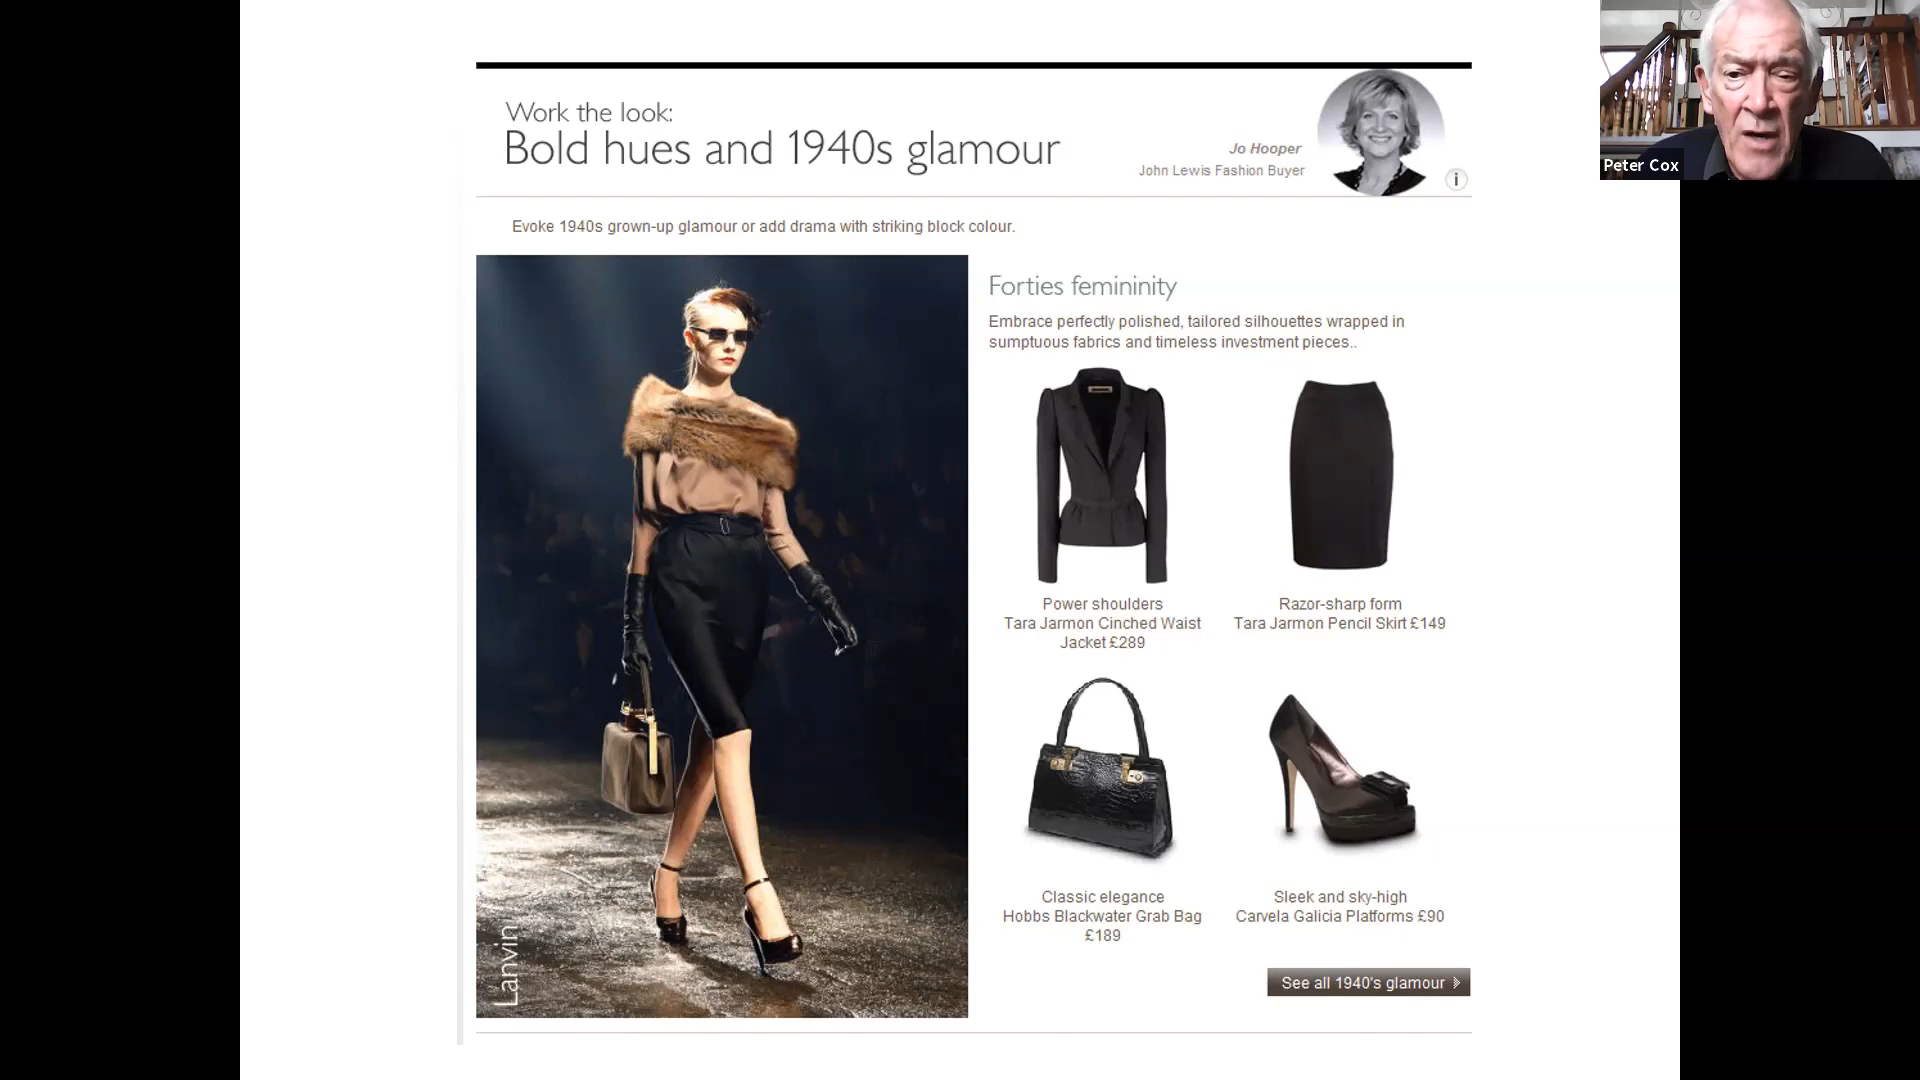 Work the look:
Bold hues and 1940s glamour
Jo Hooper
John Lewis Fashion Buyer
i
Evoke 1940s grown-up glamour or add drama with striking block colour.
Lanvin
Forties femininity
Embrace perfectly polished, tailored silhouettes wrapped in
sumptuous fabrics and timeless investment pieces..
Power shoulders
Tara Jarmon Cinched Waist
Jacket £289
Razor-sharp form
Tara Jarmon Pencil Skirt £149
Classic elegance
Hobbs Blackwater Grab Bag
£189
Sleek and sky-high
Carvela Galicia Platforms £90
See all 1940's glamour
Peter Cox